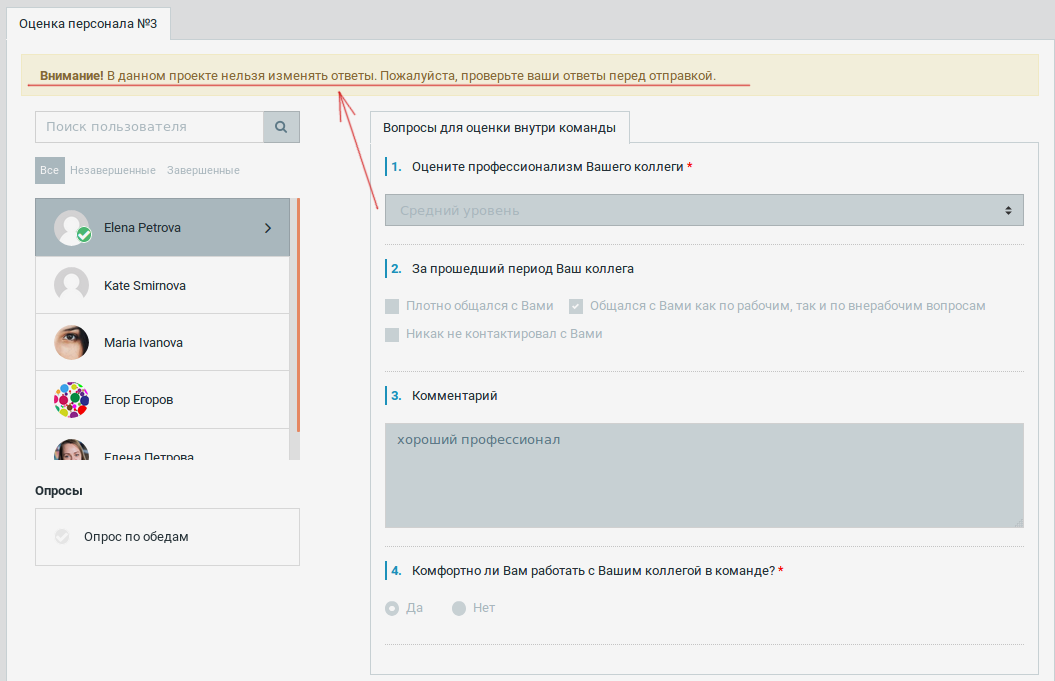 Оценка персонала №3
Внимание! В данном проекте нельзя изменять ответы. Пожалуйста, проверьте ваши ответы перед отправкой.
Поиск пользователя
Все Незавершенные Завершенные
Elena Petrova
Kate Smirnova
Maria Ivanova
Егор Егоров
Елена Петрова
Опросы
Опрос по обедам
Вопросы для оценки внутри команды
1. Оцените профессионализм Вашего коллеги *
Средний уровень
2. За прошедший период Ваш коллега
Плотно общался с Вами Общался с Вами как по рабочим, так и по внерабочим вопросам
Никак не контактировал с Вами
3. Комментарий
хороший профессионал
4. Комфортно ли Вам работать с Вашим коллегой в команде? *
Да Нет